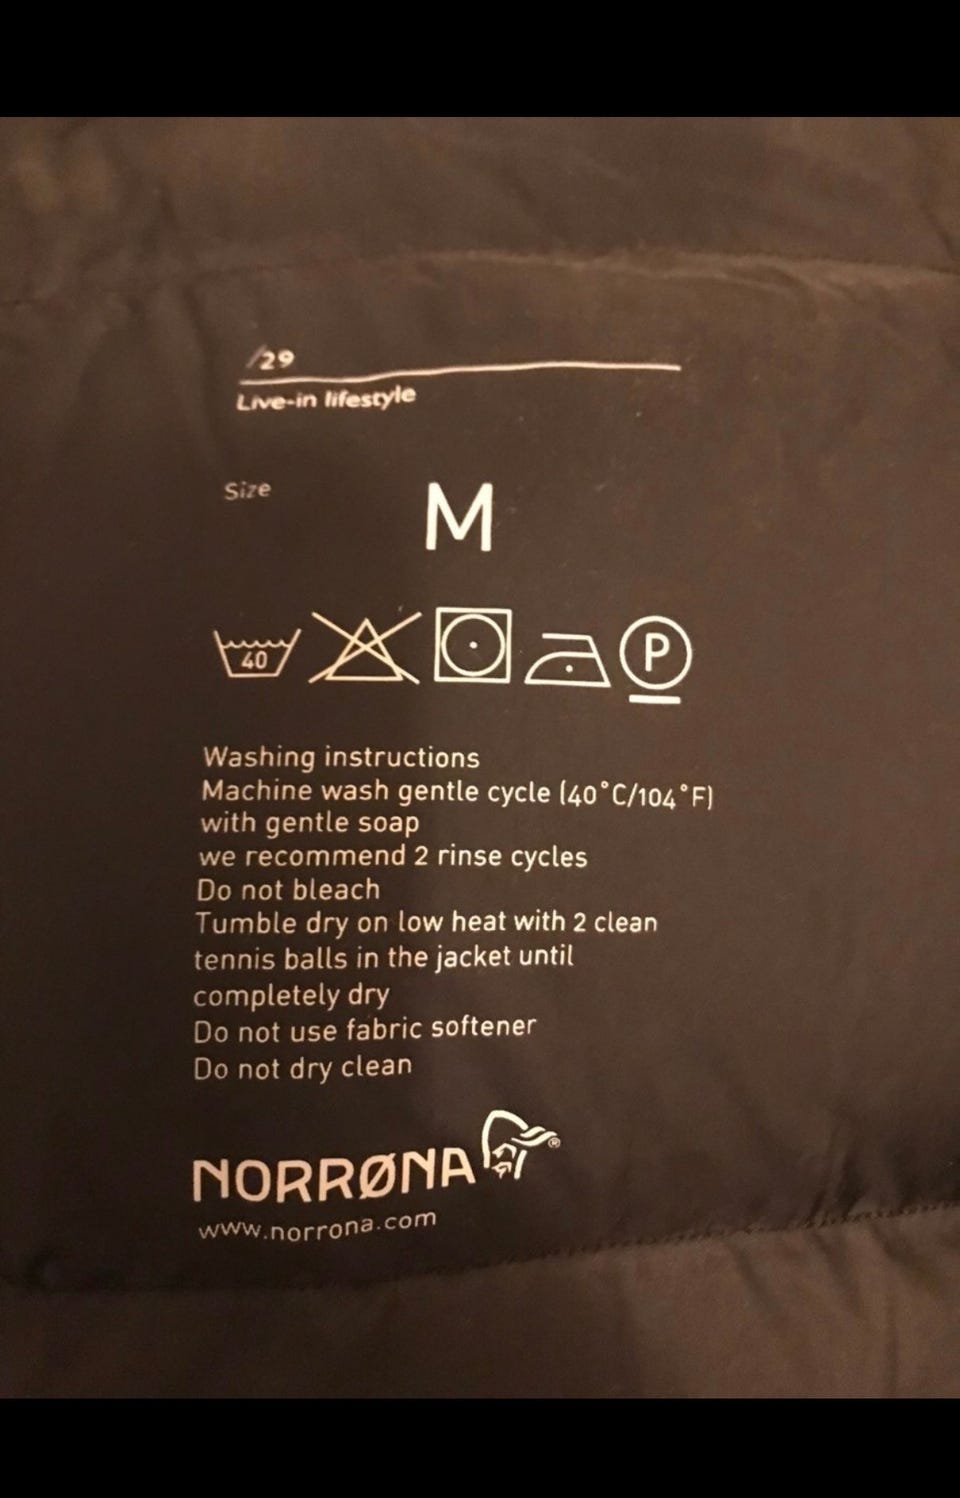 /29
Live-in lifestyle
Size M
40 P
Washing instructions
Machine wash gentle cycle (40°C/104°F)
with gentle soap
we recommend 2 rinse cycles
Do not bleach
Tumble dry on low heat with 2 clean
tennis balls in the jacket until
completely dry
Do not use fabric softener
Do not dry clean
NORRØNA®
www.norrona.com